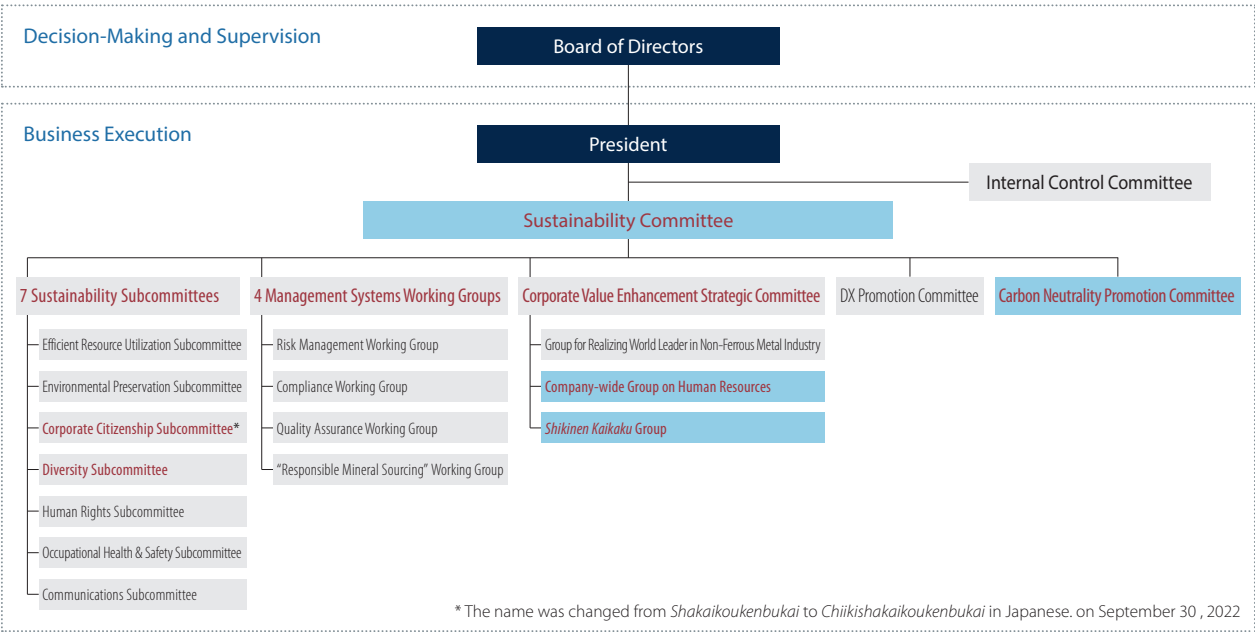 Decision-Making and Supervision
Board of Directors
Business Execution
President
Internal Control Committee
Sustainability Committee
7 Sustainability Subcommittees
Efficient Resource Utilization Subcommittee
Environmental Preservation Subcommittee
Corporate Citizenship Subcommittee*
Diversity Subcommittee
Human Rights Subcommittee
Occupational Health & Safety Subcommittee
Communications Subcommittee
4 Management Systems Working Groups
Risk Management Working Group
Compliance Working Group
Quality Assurance Working Group
“Responsible Mineral Sourcing” Working Group
Corporate Value Enhancement Strategic Committee
Group for Realizing World Leader in Non-Ferrous Metal Industry
Company-wide Group on Human Resources
Shikinen Kaikaku Group
DX Promotion Committee
Carbon Neutrality Promotion Committee
* The name was changed from Shakaikoukenbukai to Chiikishakaikoukenbukai in Japanese. on September 30 , 2022